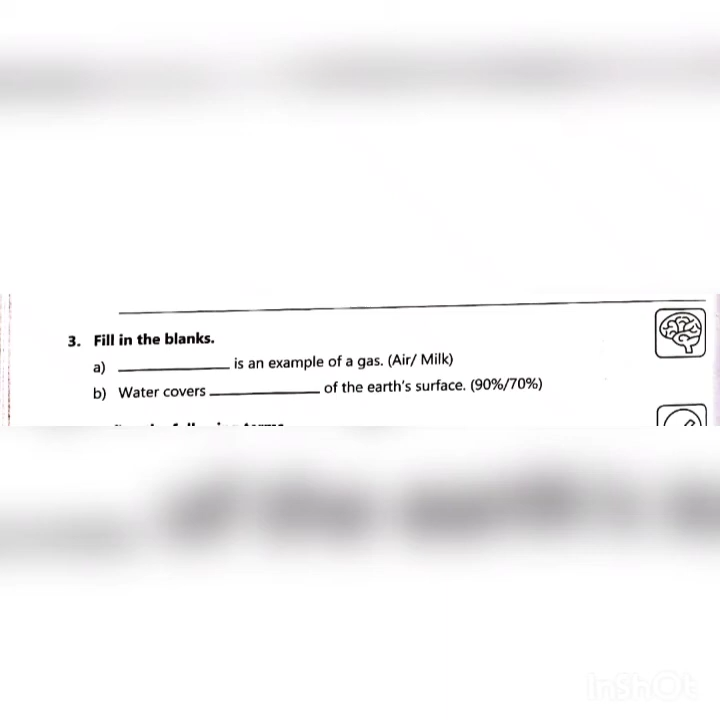 3. Fill in the blanks.
a) ____________ is an example of a gas. (Air/ Milk)
b) Water covers ____________ of the earth's surface. (90%/70%)
InShOt